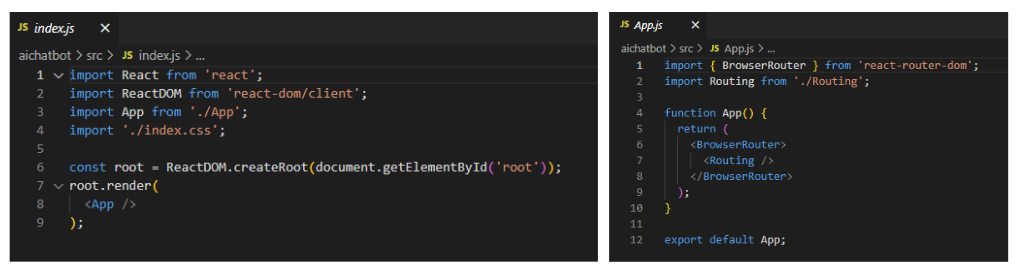 JS index.js ×
aichatbot > src > JS index.js > ...
1 import React from 'react';
2 import ReactDOM from 'react-dom/client';
3 import App from './App';
4 import './index.css';
5
6 const root = ReactDOM.createRoot(document.getElementById('root'));
7 root.render(
8   <App />
9 );
JS App.js ×
aichatbot > src > JS App.js > ...
1 import { BrowserRouter } from 'react-router-dom';
2 import Routing from './Routing';
3
4 function App() {
5   return (
6     <BrowserRouter>
7       <Routing />
8     </BrowserRouter>
9   );
10 }
11
12 export default App;